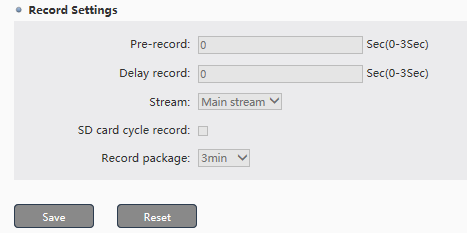 Record Settings
Pre-record: 0 Sec(0-3Sec)
Delay record: 0 Sec(0-3Sec)
Stream: Main stream
SD card cycle record:
Record package: 3min
Save Reset